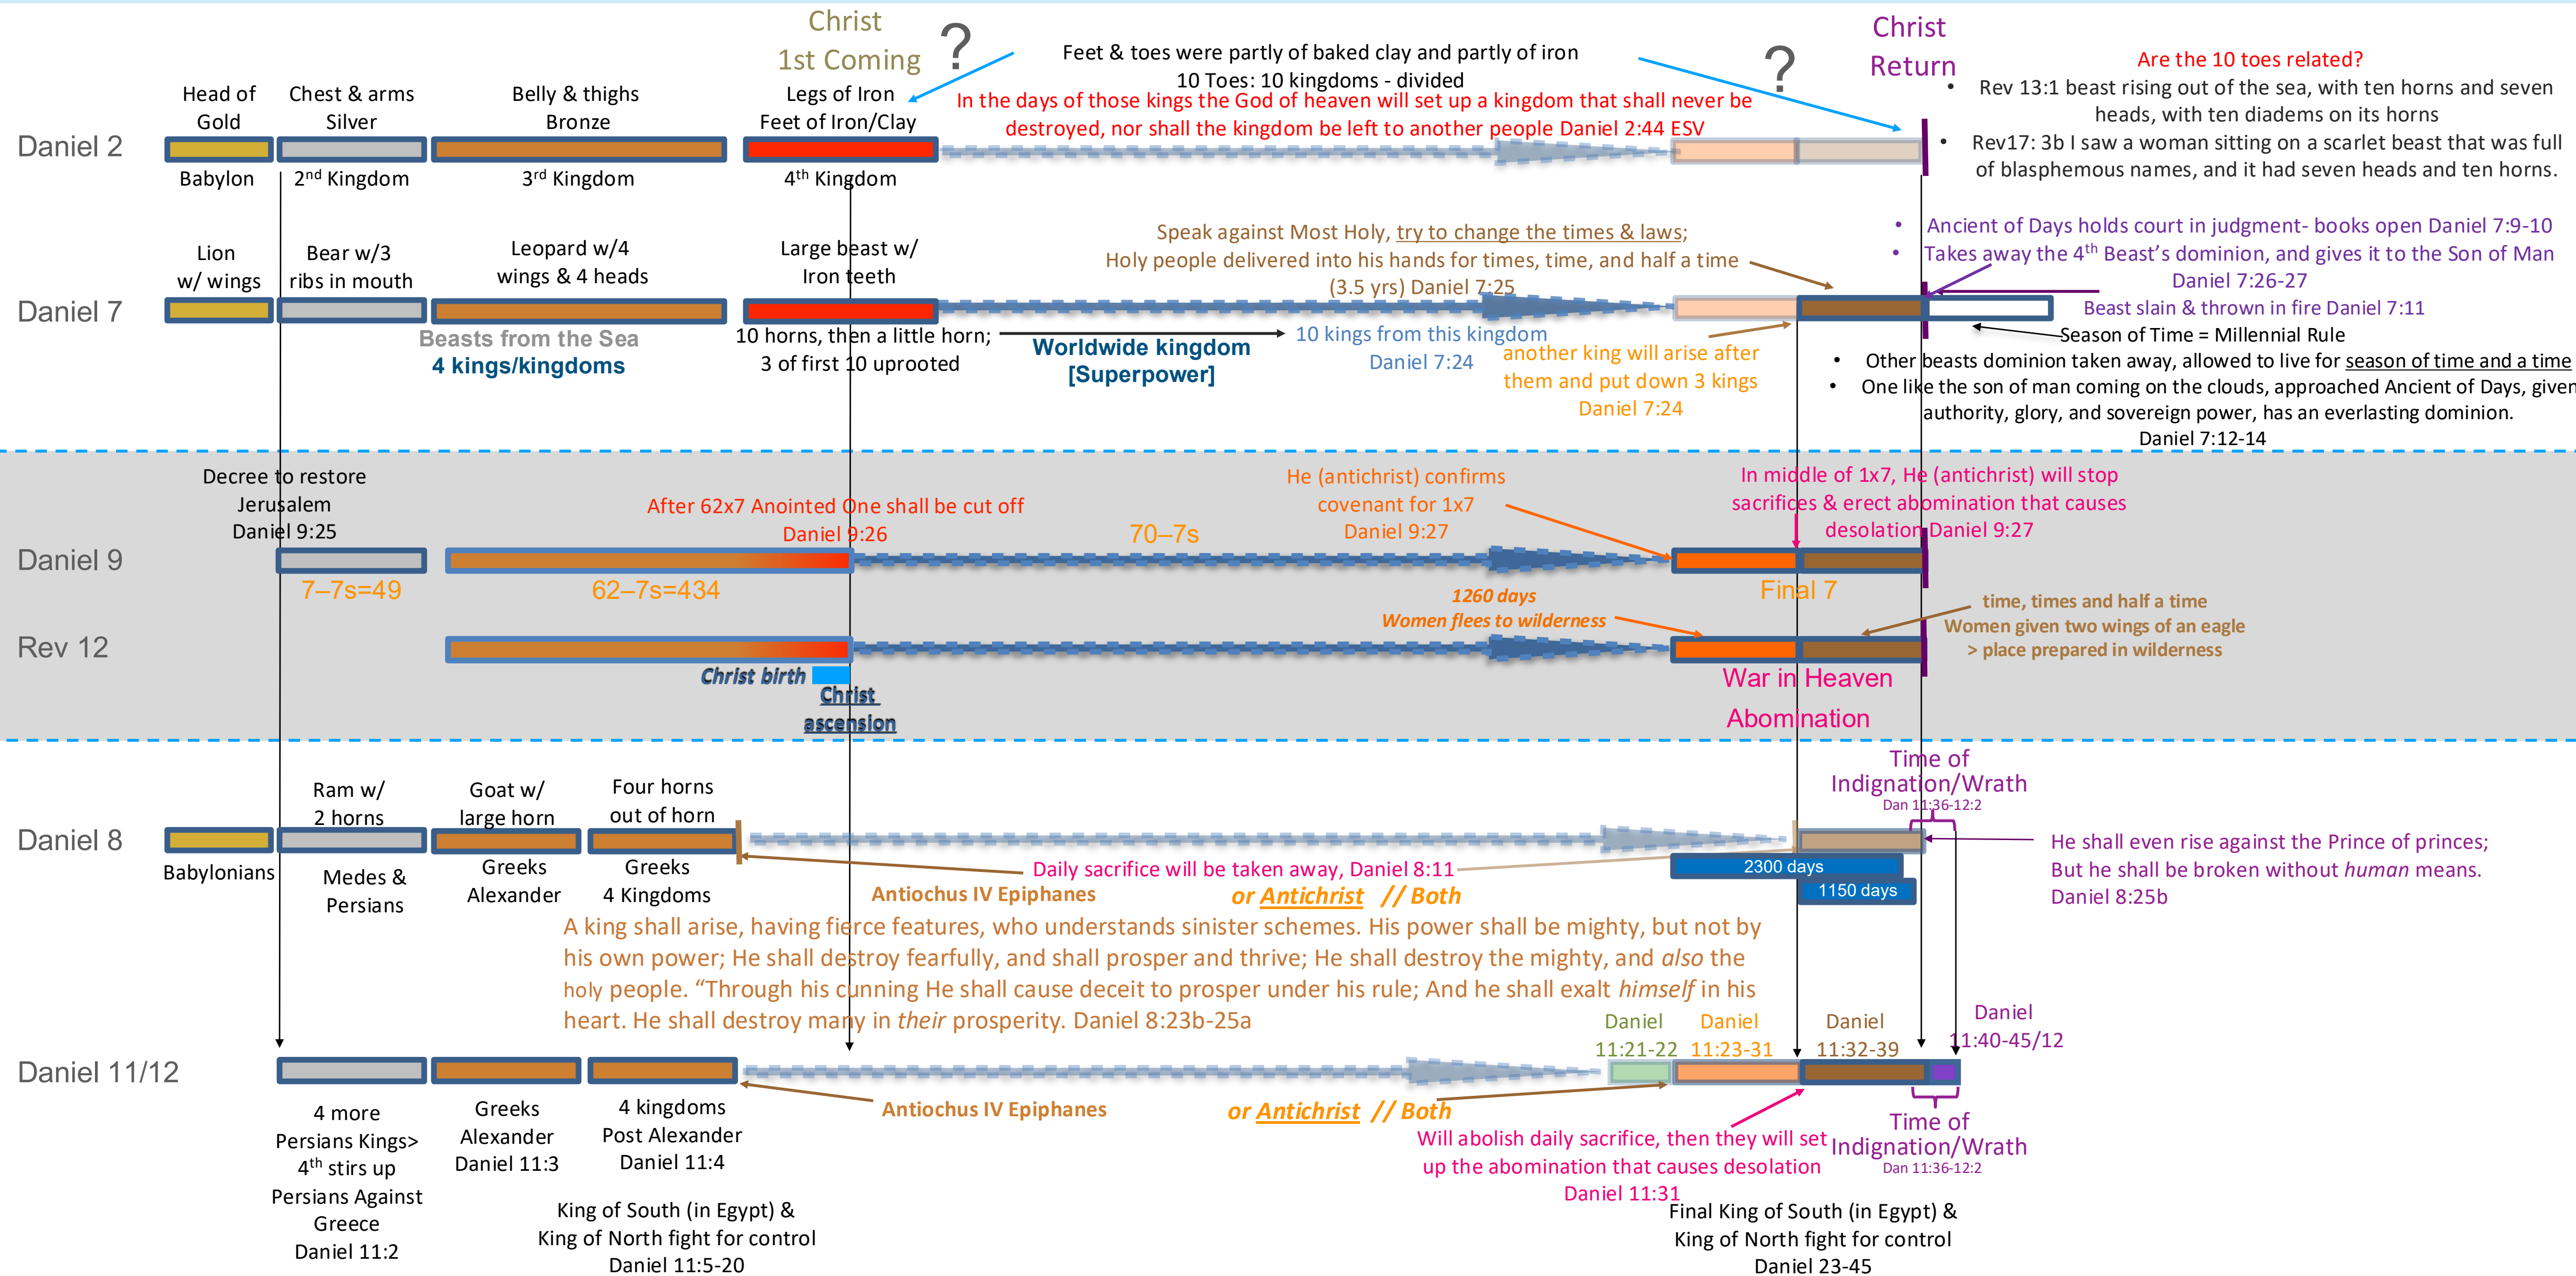 Christ
1st Coming
?
Feet & toes were partly of baked clay and partly of iron
10 Toes: 10 kingdoms - divided
In the days of those kings the God of heaven will set up a kingdom that shall never be
destroyed, nor shall the kingdom be left to another people Daniel 2:44 ESV
?
Christ
Return
Are the 10 toes related?
• Rev 13:1 beast rising out of the sea, with ten horns and seven
heads, with ten diadems on its horns
• Rev17: 3b I saw a woman sitting on a scarlet beast that was full
of blasphemous names, and it had seven heads and ten horns.
Daniel 2
Head of
Gold
Babylon
Chest & arms
Silver
2nd Kingdom
Belly & thighs
Bronze
3rd Kingdom
Legs of Iron
Feet of Iron/Clay
4th Kingdom
Daniel 7
Lion
w/ wings
Bear w/3
ribs in mouth
Leopard w/4
wings & 4 heads
Beasts from the Sea
4 kings/kingdoms
Large beast w/
Iron teeth
10 horns, then a little horn;
3 of first 10 uprooted
Worldwide kingdom
[Superpower]
10 kings from this kingdom
Daniel 7:24
Speak against Most Holy, try to change the times & laws;
Holy people delivered into his hands for times, time, and half a time
(3.5 yrs) Daniel 7:25
another king will arise after
them and put down 3 kings
Daniel 7:24
• Ancient of Days holds court in judgment- books open Daniel 7:9-10
• Takes away the 4th Beast's dominion, and gives it to the Son of Man
Daniel 7:26-27
Beast slain & thrown in fire Daniel 7:11
Season of Time = Millennial Rule
• Other beasts dominion taken away, allowed to live for season of time and a time
• One like the son of man coming on the clouds, approached Ancient of Days, given
authority, glory, and sovereign power, has an everlasting dominion.
Daniel 7:12-14
Decree to restore
Jerusalem
Daniel 9:25
After 62x7 Anointed One shall be cut off
Daniel 9:26
He (antichrist) confirms
covenant for 1x7
Daniel 9:27
In middle of 1x7, He (antichrist) will stop
sacrifices & erect abomination that causes
desolation Daniel 9:27
Daniel 9
7–7s=49
62–7s=434
70–7s
Final 7
Rev 12
Christ birth
Christ
ascension
1260 days
Women flees to wilderness
time, times and half a time
Women given two wings of an eagle
> place prepared in wilderness
War in Heaven
Abomination
Daniel 8
Babylonians
Ram w/
2 horns
Medes &
Persians
Goat w/
large horn
Greeks
Alexander
Four horns
out of horn
Greeks
4 Kingdoms
Daily sacrifice will be taken away, Daniel 8:11
Antiochus IV Epiphanes
or Antichrist // Both
Time of
Indignation/Wrath
Dan 11:36-12:2
2300 days
1150 days
He shall even rise against the Prince of princes;
But he shall be broken without human means.
Daniel 8:25b
A king shall arise, having fierce features, who understands sinister schemes. His power shall be mighty, but not by
his own power; He shall destroy fearfully, and shall prosper and thrive; He shall destroy the mighty, and also the
holy people. “Through his cunning He shall cause deceit to prosper under his rule; And he shall exalt himself in his
heart. He shall destroy many in their prosperity. Daniel 8:23b-25a
Daniel
11:21-22
Daniel
11:23-31
Daniel
11:32-39
Daniel
11:40-45/12
Daniel 11/12
4 more
Persians Kings>
4th stirs up
Persians Against
Greece
Daniel 11:2
Greeks
Alexander
Daniel 11:3
4 kingdoms
Post Alexander
Daniel 11:4
King of South (in Egypt) &
King of North fight for control
Daniel 11:5-20
Antiochus IV Epiphanes
or Antichrist // Both
Will abolish daily sacrifice, then they will set
up the abomination that causes desolation
Daniel 11:31
Time of
Indignation/Wrath
Dan 11:36-12:2
Final King of South (in Egypt) &
King of North fight for control
Daniel 23-45